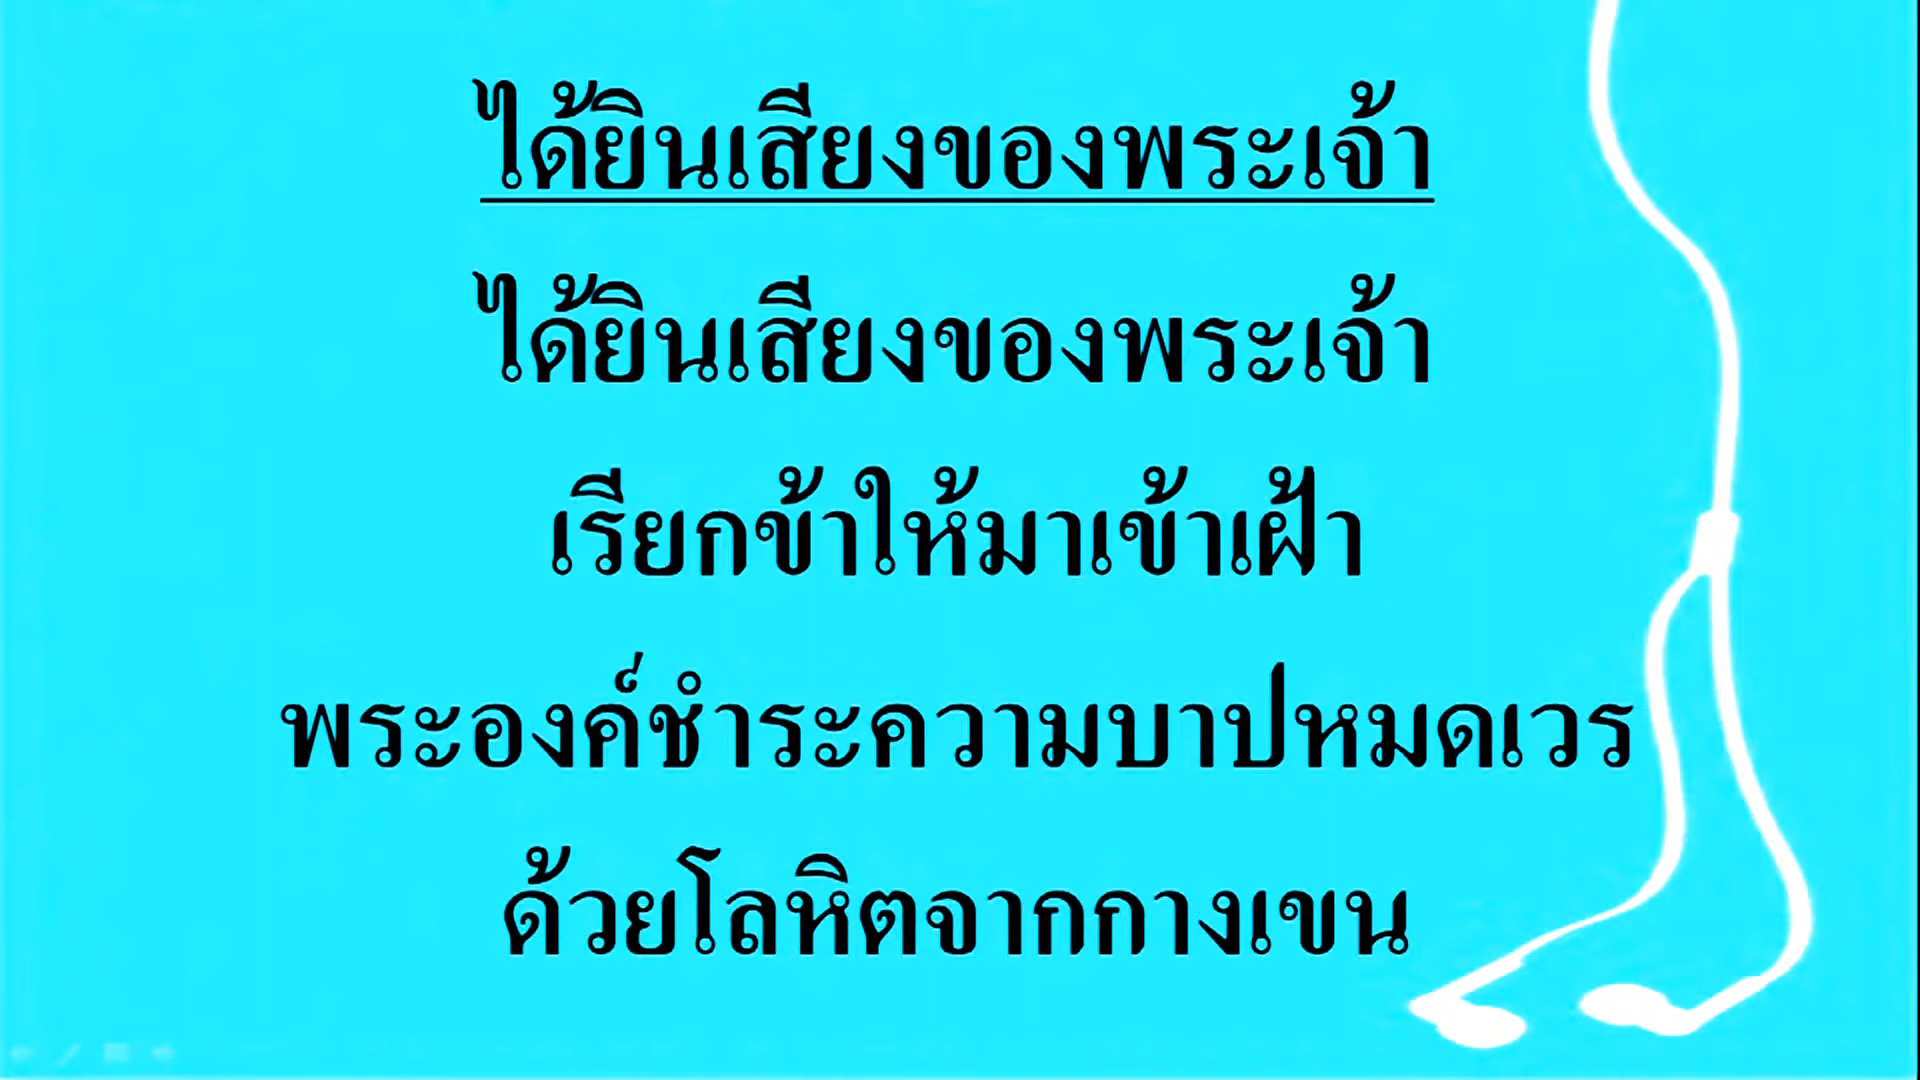 ได้ยินเสียงของพระเจ้า
ได้ยินเสียงของพระเจ้า
เรียกข้าให้มาเข้าเฝ้า
พระองค์ชำระความบาปหมดเวร
ด้วยโลหิตจากกางเขน